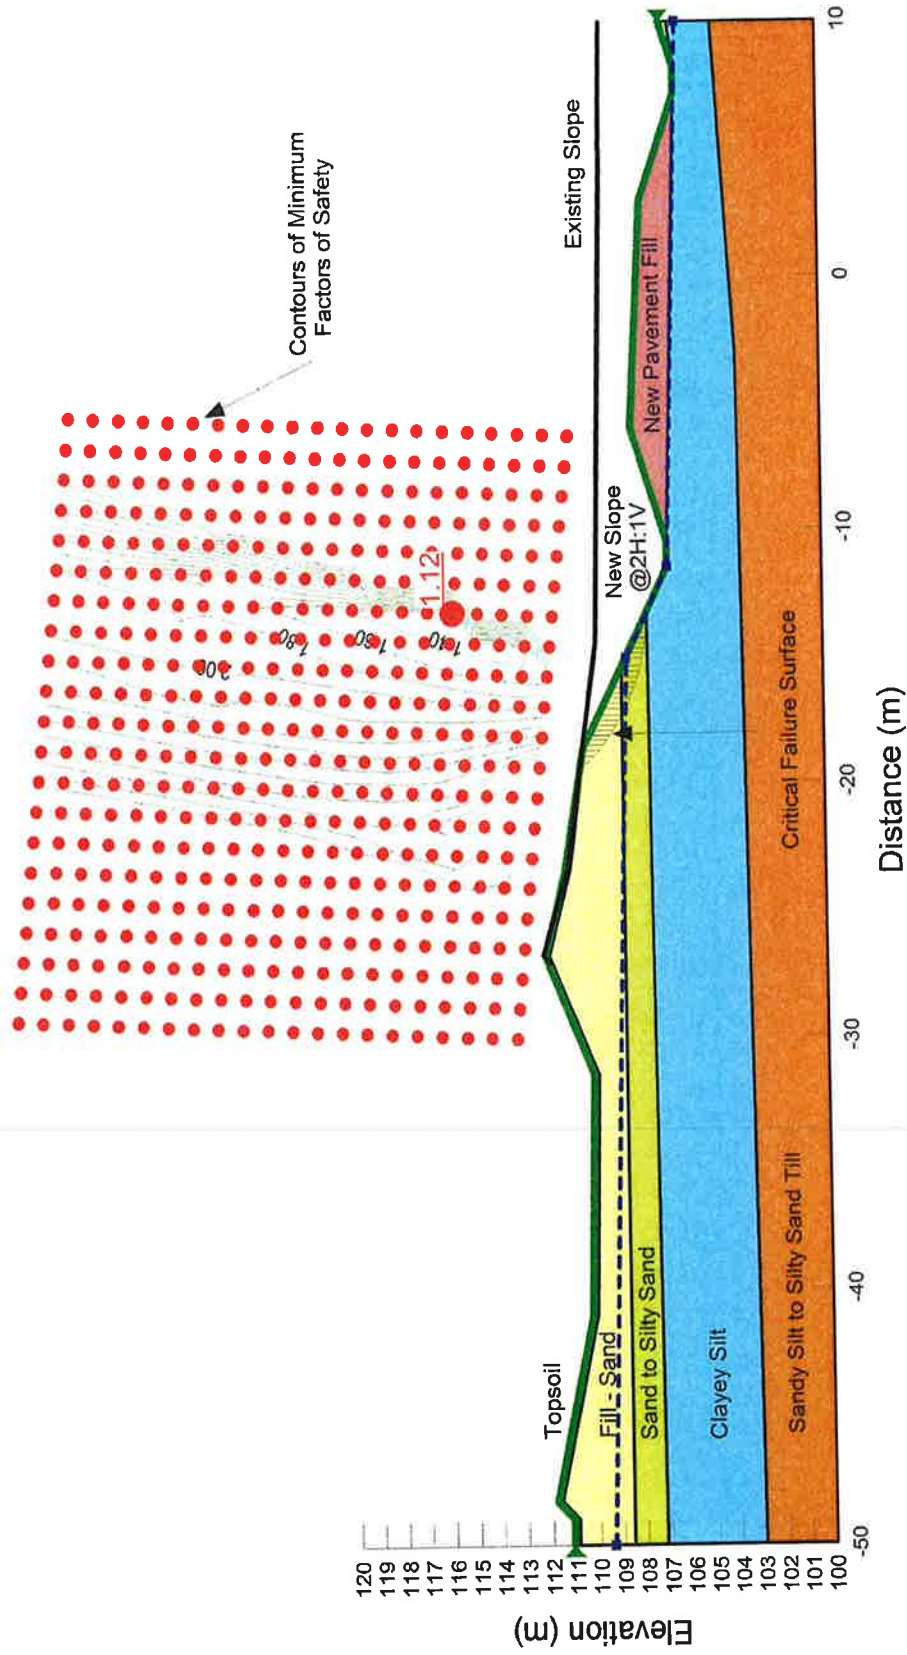 Contours of Minimum
Factors of Safety
1.12
2.00
1.80
1.50
1.40
Existing Slope
New Slope
@2H:1V
New Pavement Fill
Topsoil
Fill - Sand
Sand to Silty Sand
Clayey Silt
Sandy Silt to Silty Sand Till
Critical Failure Surface
Elevation (m)
120
119
118
117
116
115
114
113
112
111
110
109
108
107
106
105
104
103
102
101
100
-50
-40
-30
-20
-10
0
10
Distance (m)